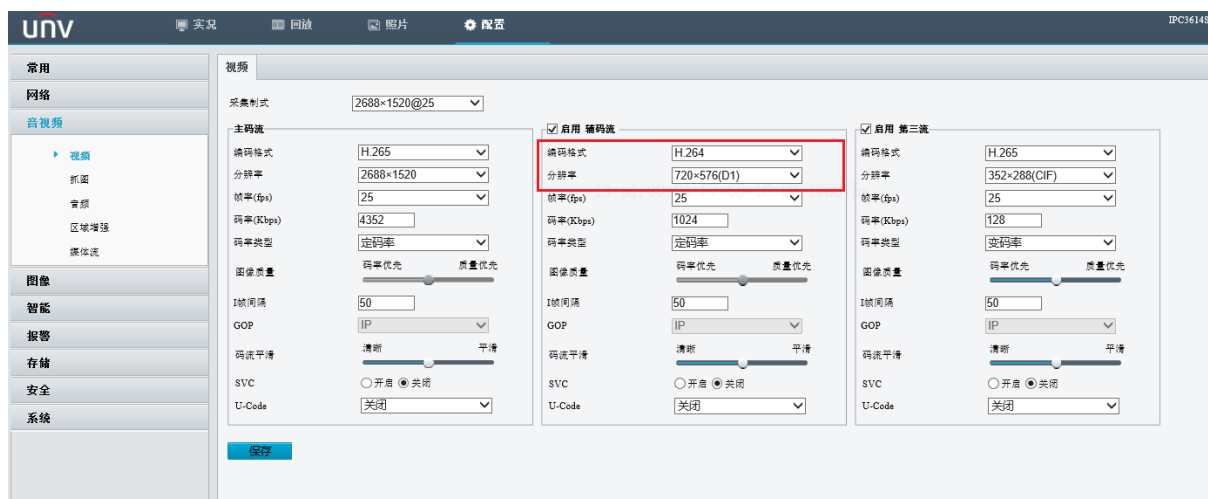 unv 实况 回放 照片 配置 IPC3614S
常用
网络
音视频
视频
抓图
音频
区域增强
媒体流
图像
智能
报警
存储
安全
系统
视频
采集制式 2688×1520@25
主码流
编码格式 H.265
分辨率 2688×1520
帧率(fps) 25
码率(Kbps) 4352
码率类型 定码率
图像质量 码率优先 质量优先
I帧间隔 50
GOP IP
码流平滑 清晰 平滑
SVC 开启 关闭
U-Code 关闭
启用 辅码流
编码格式 H.264
分辨率 720×576(D1)
帧率(fps) 25
码率(Kbps) 1024
码率类型 定码率
图像质量 码率优先 质量优先
I帧间隔 50
GOP IP
码流平滑 清晰 平滑
SVC 开启 关闭
U-Code 关闭
启用 第三流
编码格式 H.265
分辨率 352×288(CIF)
帧率(fps) 25
码率(Kbps) 128
码率类型 变码率
图像质量 码率优先 质量优先
I帧间隔 50
GOP IP
码流平滑 清晰 平滑
SVC 开启 关闭
U-Code 关闭
保存